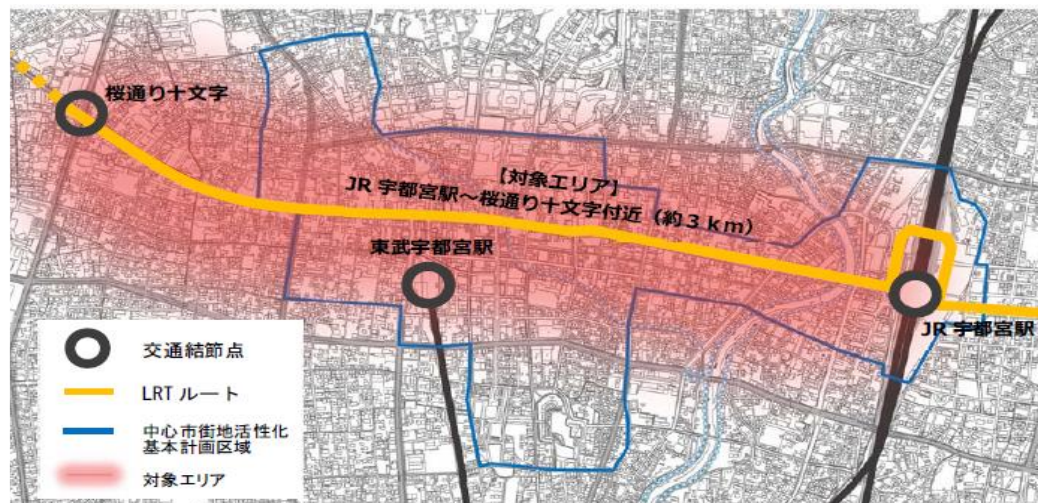 桜通り十文字
【対象エリア】
JR 宇都宮駅～桜通り十文字付近（約３ｋｍ）
東武宇都宮駅
JR 宇都宮駅
交通結節点
LRT ルート
中心市街地活性化
基本計画区域
対象エリア